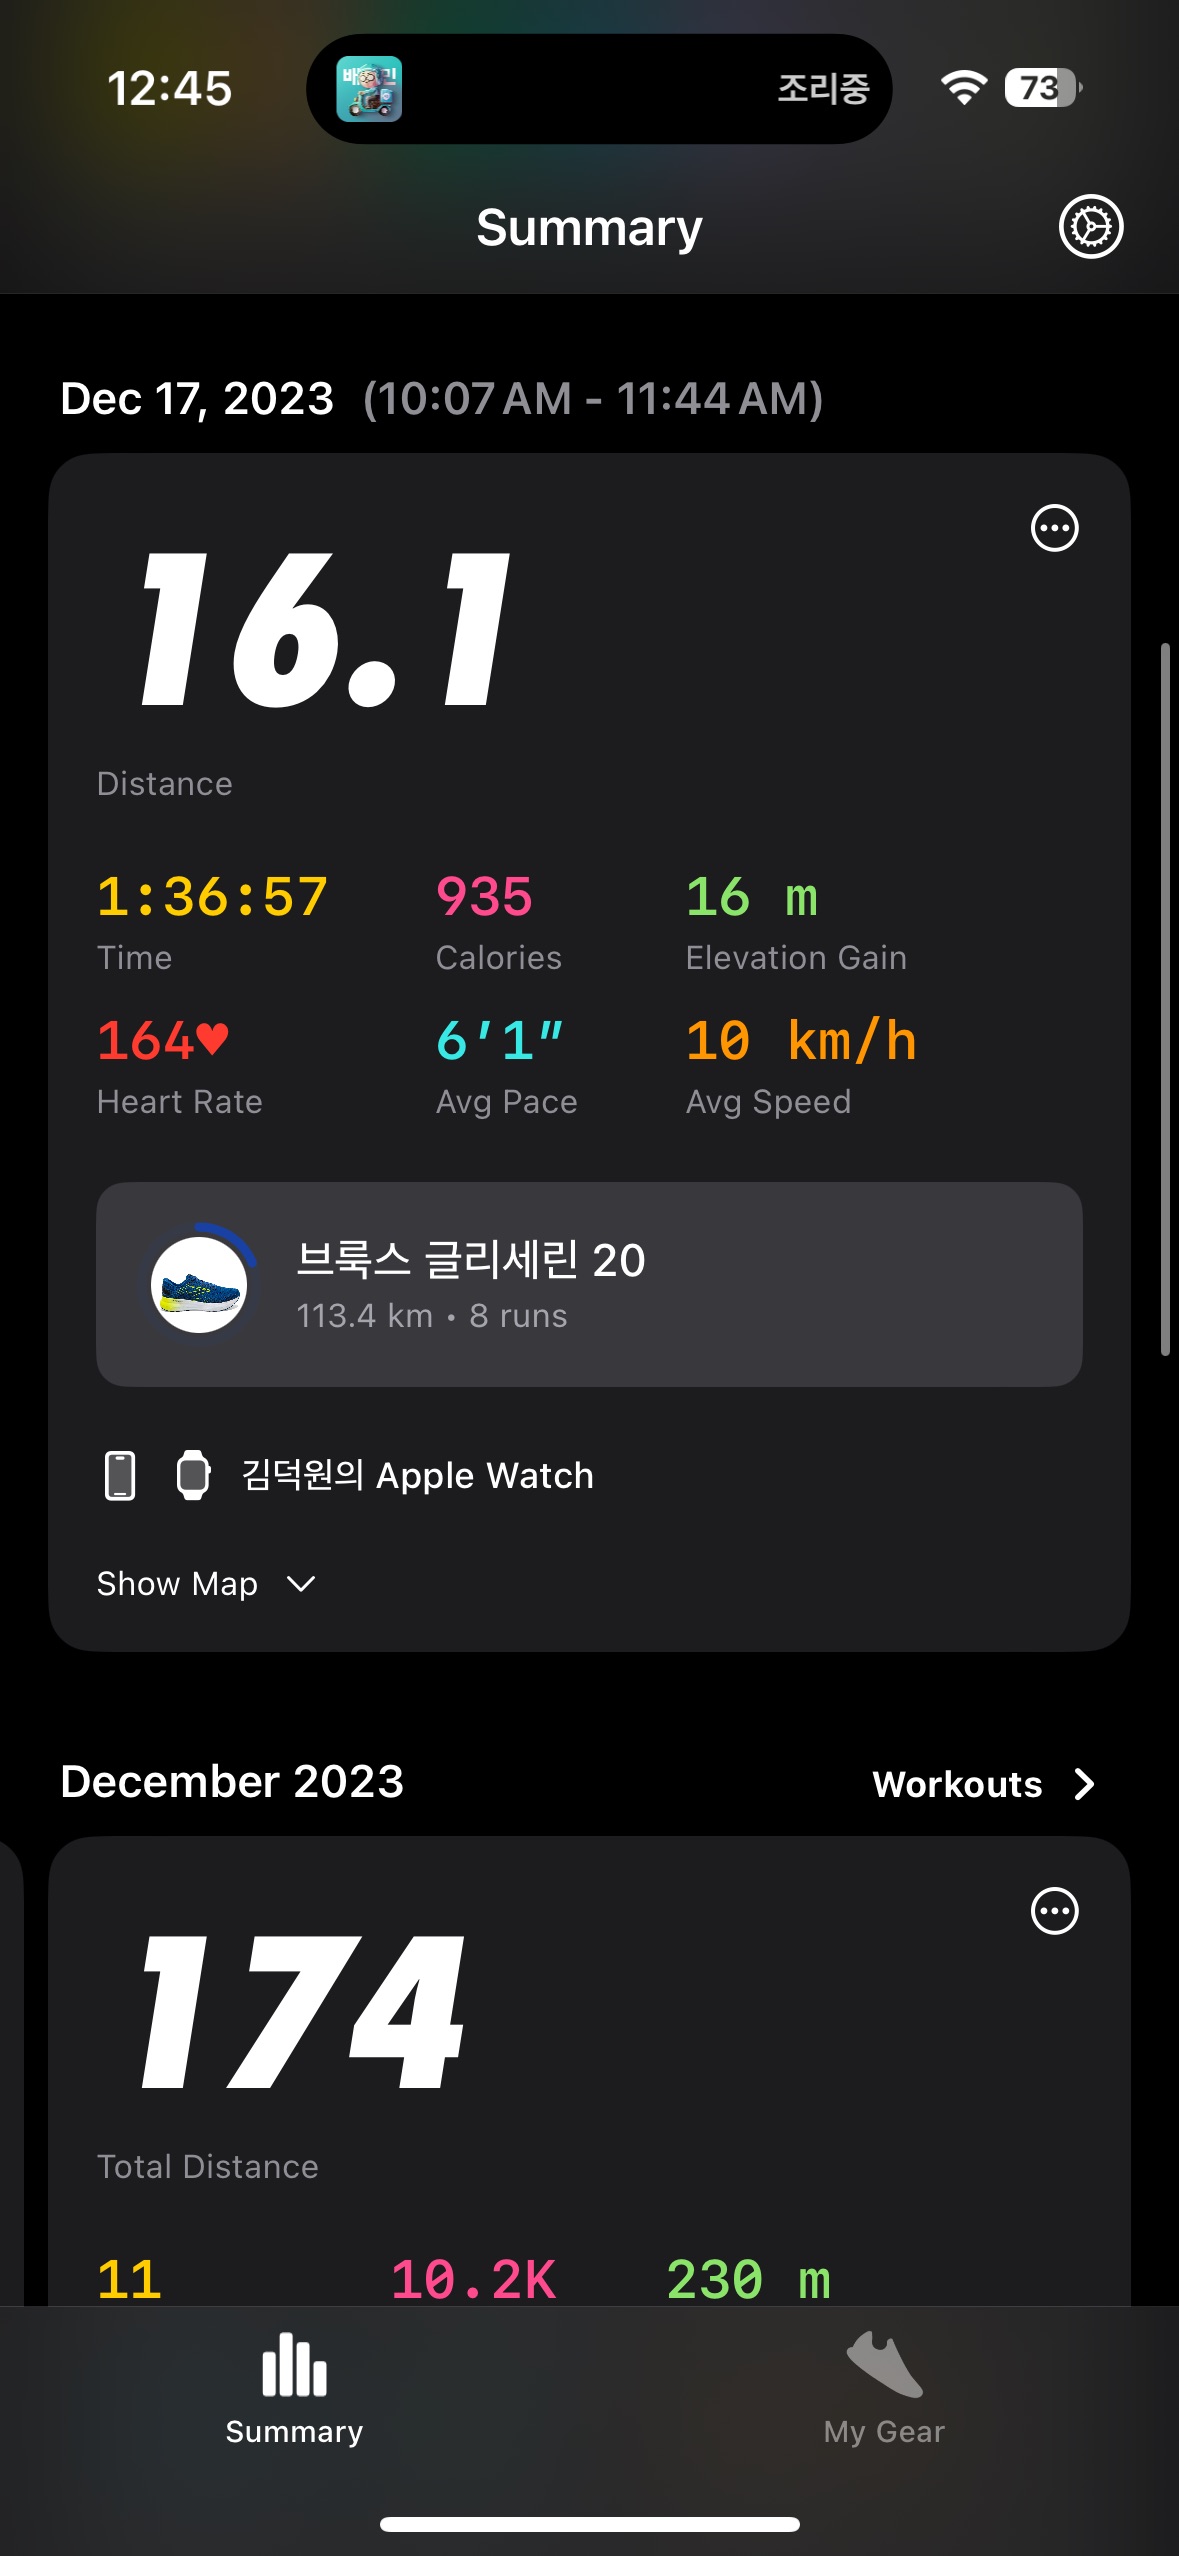 12:45
조리중
73
Summary
Dec 17, 2023 (10:07 AM - 11:44 AM)
16.1
Distance
1:36:57 935 16 m
Time Calories Elevation Gain
164♥ 6'1" 10 km/h
Heart Rate Avg Pace Avg Speed
브룩스 글리세린 20
113.4 km • 8 runs
김덕원의 Apple Watch
Show Map
December 2023 Workouts
174
Total Distance
11 10.2K 230 m
Summary My Gear